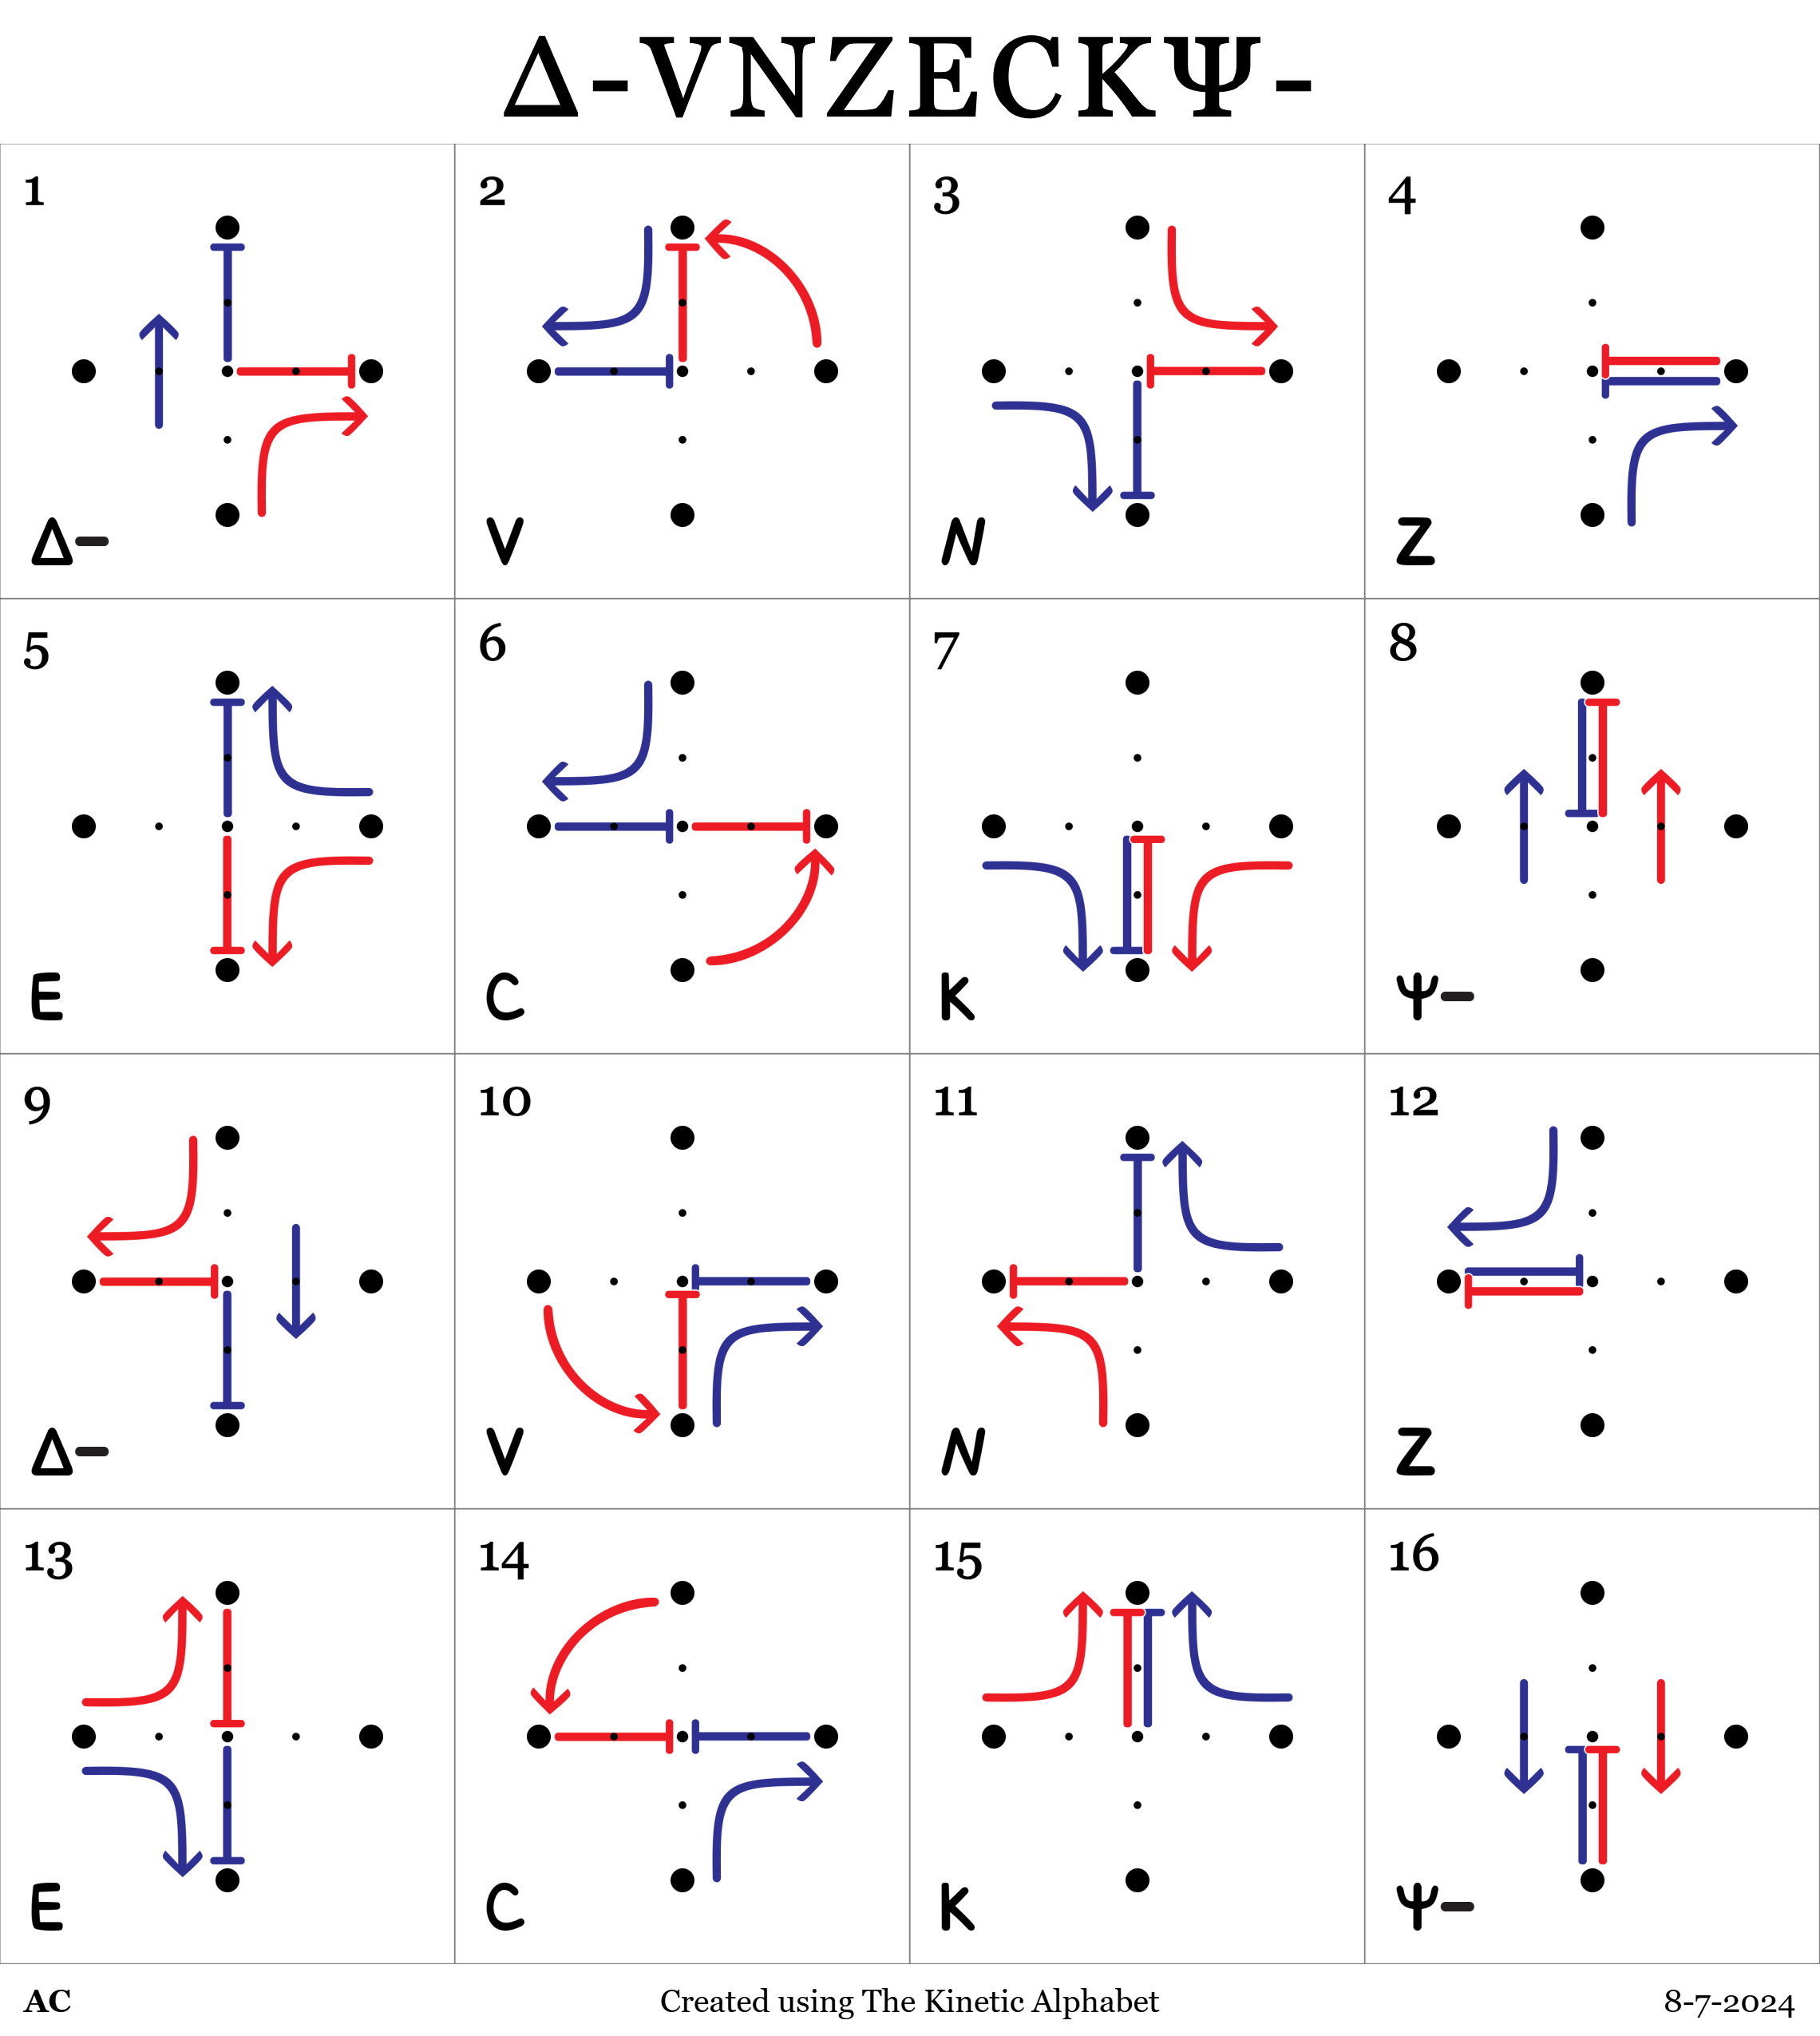 Δ-VNZECKΨ-
1 2 3 4
Δ- V N Z
5 6 7 8
E C K Ψ-
9 10 11 12
Δ- V N Z
13 14 15 16
E C K Ψ-
AC Created using The Kinetic Alphabet 8-7-2024